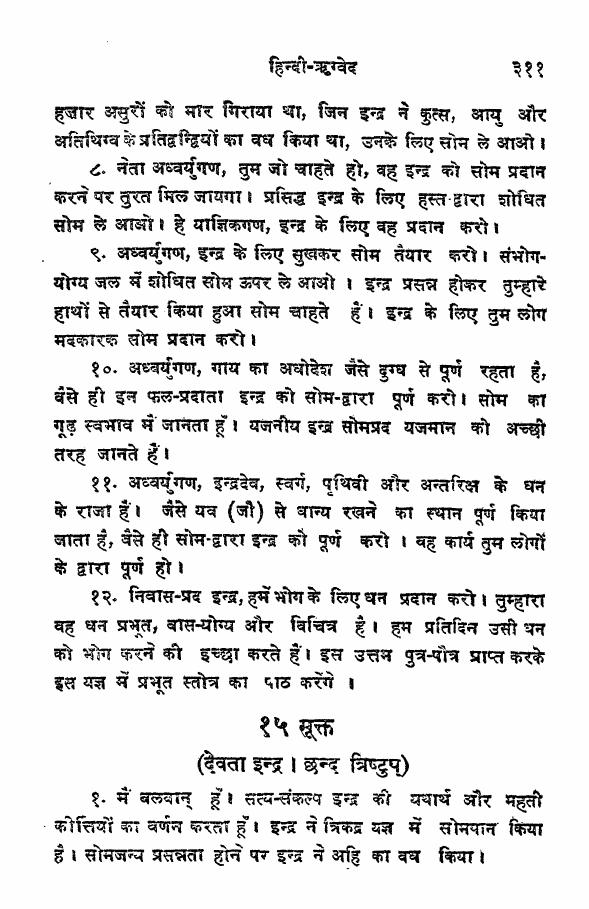 हिन्दी-ऋग्वेद ३११
हजार असुरों को मार गिराया था, जिन इन्द्र ने कुत्स, आयु और
अतिथिग्व के प्रतिद्वन्द्वियों का वध किया था, उनके लिए सोम ले आओ।
८. नेता अध्वर्युगण, तुम जो चाहते हो, वह इन्द्र को सोम प्रदान
करने पर तुरत मिल जायगा। प्रसिद्ध इन्द्र के लिए हस्त-द्वारा शोधित
सोम ले आओ। हे याज्ञिकगण, इन्द्र के लिए वह प्रदान करो।
९. अध्वर्युगण, इन्द्र के लिए सुखकर सोम तैयार करो। संभोग-
योग्य जल में शोधित सोम ऊपर ले आओ । इन्द्र प्रसन्न होकर तुम्हारे
हाथों से तैयार किया हुआ सोम चाहते हैं। इन्द्र के लिए तुम लोग
मदकारक सोम प्रदान करो।
१०. अध्वर्युगण, गाय का अधोदेश जैसे दुग्ध से पूर्ण रहता है,
वैसे ही इन फल-प्रदाता इन्द्र को सोम-द्वारा पूर्ण करो। सोम का
गूढ़ स्वभाव मैं जानता हूँ। यजनीय इन्द्र सोमप्रद यजमान को अच्छी
तरह जानते हैं।
११. अध्वर्युगण, इन्द्रदेव, स्वर्ग, पृथिवी और अन्तरिक्ष के धन
के राजा हैं। जैसे यव (जौ) से धान्य रखने का स्थान पूर्ण किया
जाता है, वैसे ही सोम-द्वारा इन्द्र को पूर्ण करो । वह कार्य तुम लोगों
के द्वारा पूर्ण हो।
१२. निवास-प्रद इन्द्र, हमें भोग के लिए धन प्रदान करो। तुम्हारा
वह धन प्रभूत, वास-योग्य और विचित्र है। हम प्रतिदिन उसी धन
को भोग करने की इच्छा करते हैं। हम उत्तम पुत्र-पौत्र प्राप्त करके
इस यज्ञ में प्रभूत स्तोत्र का पाठ करेंगे ।
१५ सूक्त
(देवता इन्द्र। छन्द त्रिष्टुप्)
१. मैं बलवान् हूँ। सत्य-संकल्प इन्द्र की यथार्थ और महती
कीर्त्तियों का वर्णन करता हूँ। इन्द्र ने त्रिकद्र यज्ञ में सोमपान किया
है। सोमजन्य प्रसन्नता होने पर इन्द्र ने अहि का वध किया।